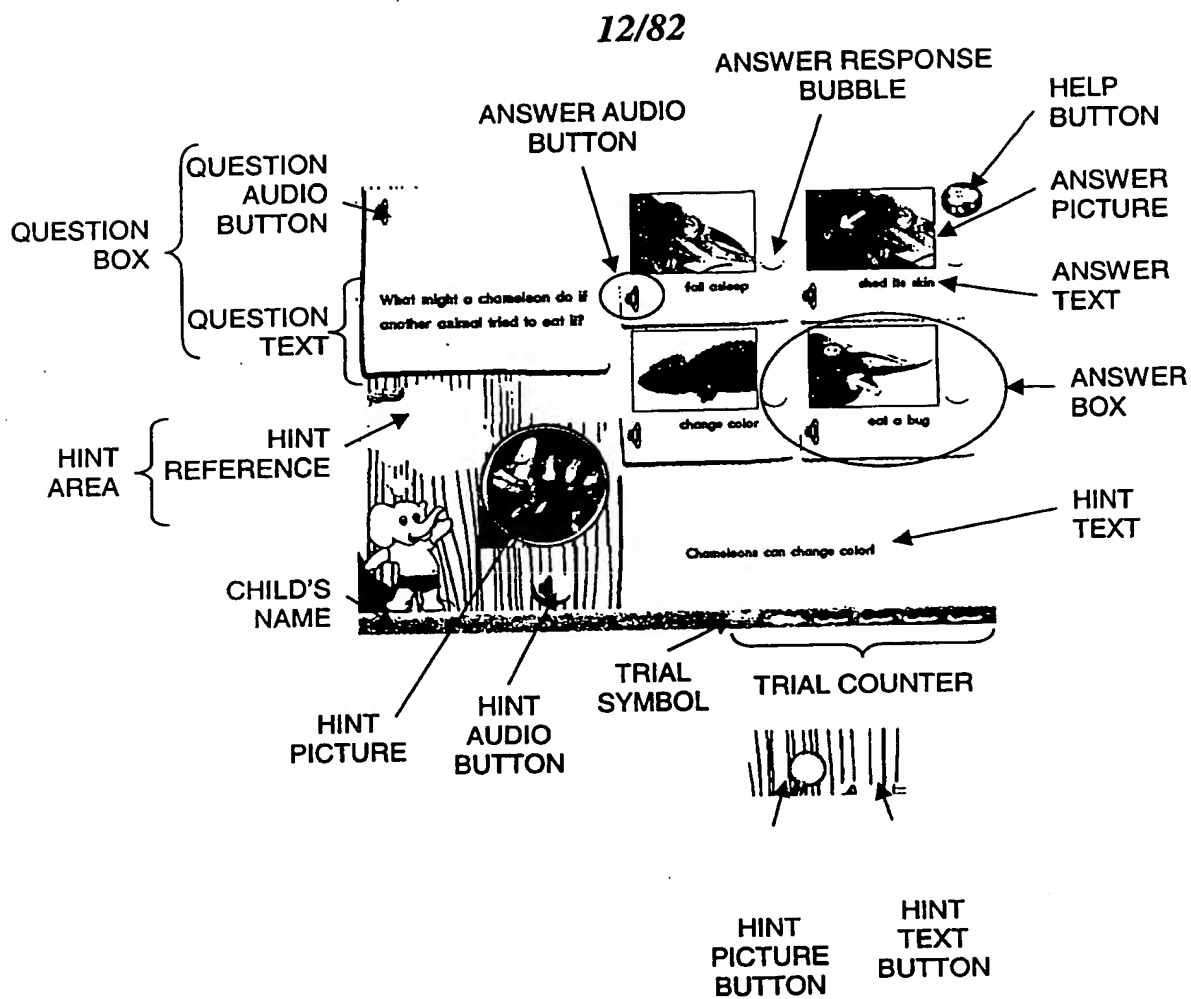 12/82
ANSWER RESPONSE
BUBBLE
HELP
BUTTON
ANSWER AUDIO
BUTTON
QUESTION
AUDIO
BUTTON
QUESTION
BOX
ANSWER
PICTURE
ANSWER
TEXT
fall asleep
shed its skin
What might a chameleon do if
another animal tried to eat it?
QUESTION
TEXT
change color
eat a bug
ANSWER
BOX
HINT
REFERENCE
HINT
AREA
HINT
TEXT
Chameleons can change color!
CHILD'S
NAME
TRIAL
SYMBOL
TRIAL COUNTER
HINT
PICTURE
HINT
AUDIO
BUTTON
HINT
PICTURE
BUTTON
HINT
TEXT
BUTTON